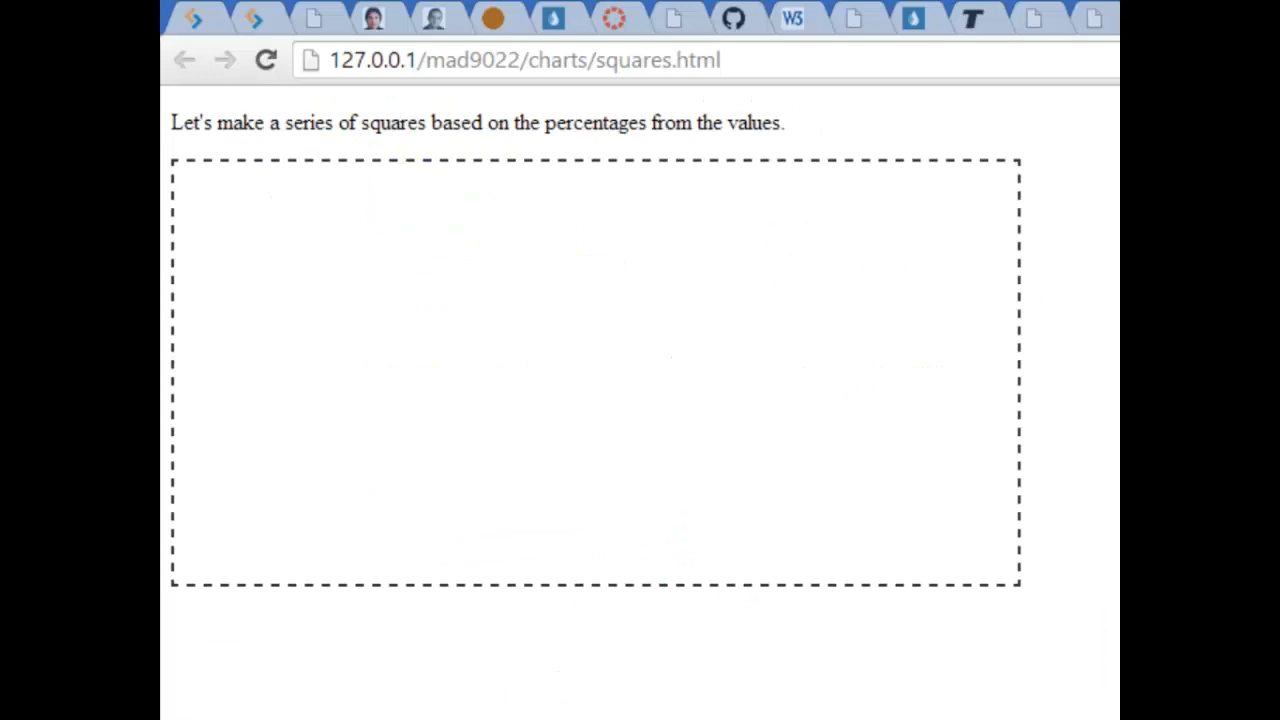 W3
T
127.0.0.1/mad9022/charts/squares.html
Let's make a series of squares based on the percentages from the values.